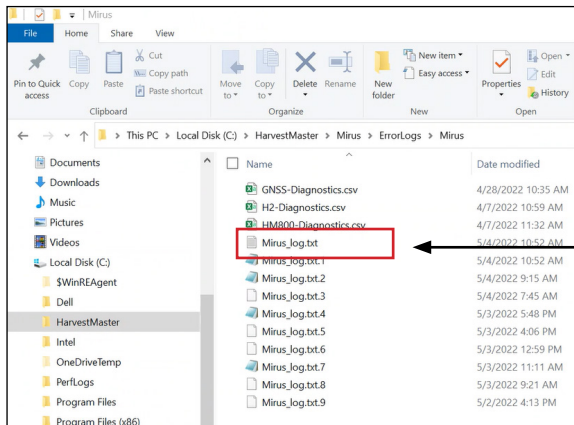 Mirus
File Home Share View
Pin to Quick access
Copy
Paste
Cut
Copy path
Paste shortcut
Clipboard
Move to
Copy to
Delete
Rename
Organize
New folder
New item
Easy access
New
Properties
Open
Edit
History
Open
This PC > Local Disk (C:) > HarvestMaster > Mirus > ErrorLogs > Mirus
Documents
Downloads
Music
Pictures
Videos
Local Disk (C:)
$WinREAgent
Dell
HarvestMaster
Intel
OneDriveTemp
PerfLogs
Program Files
Program Files (x86)
Name Date modified
GNSS-Diagnostics.csv 4/28/2022 10:35 AM
H2-Diagnostics.csv 4/7/2022 10:59 AM
HM800-Diagnostics.csv 4/7/2022 11:32 AM
Mirus_log.txt 5/4/2022 10:52 AM
Mirus_log.txt.1 5/4/2022 10:52 AM
Mirus_log.txt.2 5/4/2022 9:15 AM
Mirus_log.txt.3 5/4/2022 7:45 AM
Mirus_log.txt.4 5/3/2022 5:48 PM
Mirus_log.txt.5 5/3/2022 4:06 PM
Mirus_log.txt.6 5/3/2022 12:59 PM
Mirus_log.txt.7 5/3/2022 11:11 AM
Mirus_log.txt.8 5/3/2022 9:21 AM
Mirus_log.txt.9 5/2/2022 4:13 PM